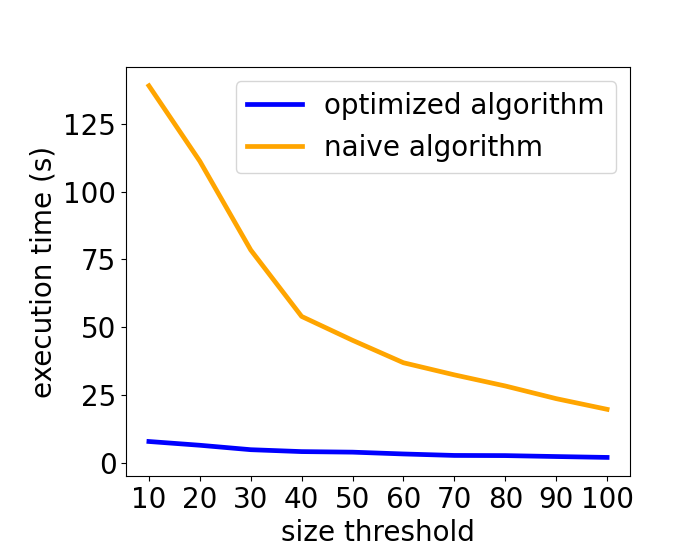 optimized algorithm
naive algorithm
execution time (s)
125
100
75
50
25
0
10 20 30 40 50 60 70 80 90 100
size threshold